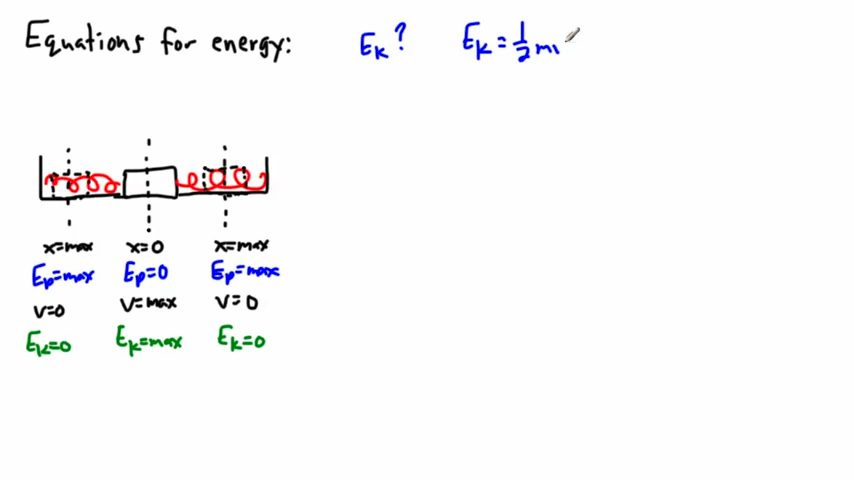 Equations for energy: Ek? Ek = 1/2 m
x=max x=0 x=max
Ep=max Ep=0 Ep=max
v=0 v=max v=0
Ek=0 Ek=max Ek=0